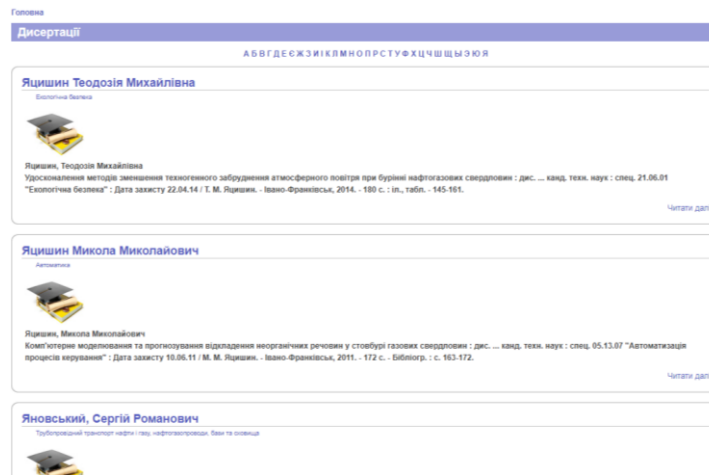 Головна
Дисертації
А Б В Г Д Е Є Ж З И І К Л М Н О П Р С Т У Ф Х Ц Ч Ш Щ Ы Э Ю Я
Яцишин Теодозія Михайлівна
Екологічна безпека
Яцишин, Теодозія Михайлівна
Удосконалення методів зменшення техногенного забруднення атмосферного повітря при бурінні нафтогазових свердловин : дис. ... канд. техн. наук : спец. 21.06.01
"Екологічна безпека" : Дата захисту 22.04.14 / Т. М. Яцишин. - Івано-Франківськ, 2014. - 180 с. : іл., табл. - 145-161.
Читати дал
Яцишин Микола Миколайович
Автоматика
Яцишин, Микола Миколайович
Комп'ютерне моделювання та прогнозування відкладення неорганічних речовин у стовбурі газових свердловин : дис. ... канд. техн. наук : спец. 05.13.07 "Автоматизація
процесів керування" : Дата захисту 10.06.11 / М. М. Яцишин. - Івано-Франківськ, 2011. - 172 с. - Бібліогр. : с. 163-172.
Читати дал
Яновський, Сергій Романович
Трубопровідний транспорт нафти і газу, нафтогазопроводи, бази та сховища